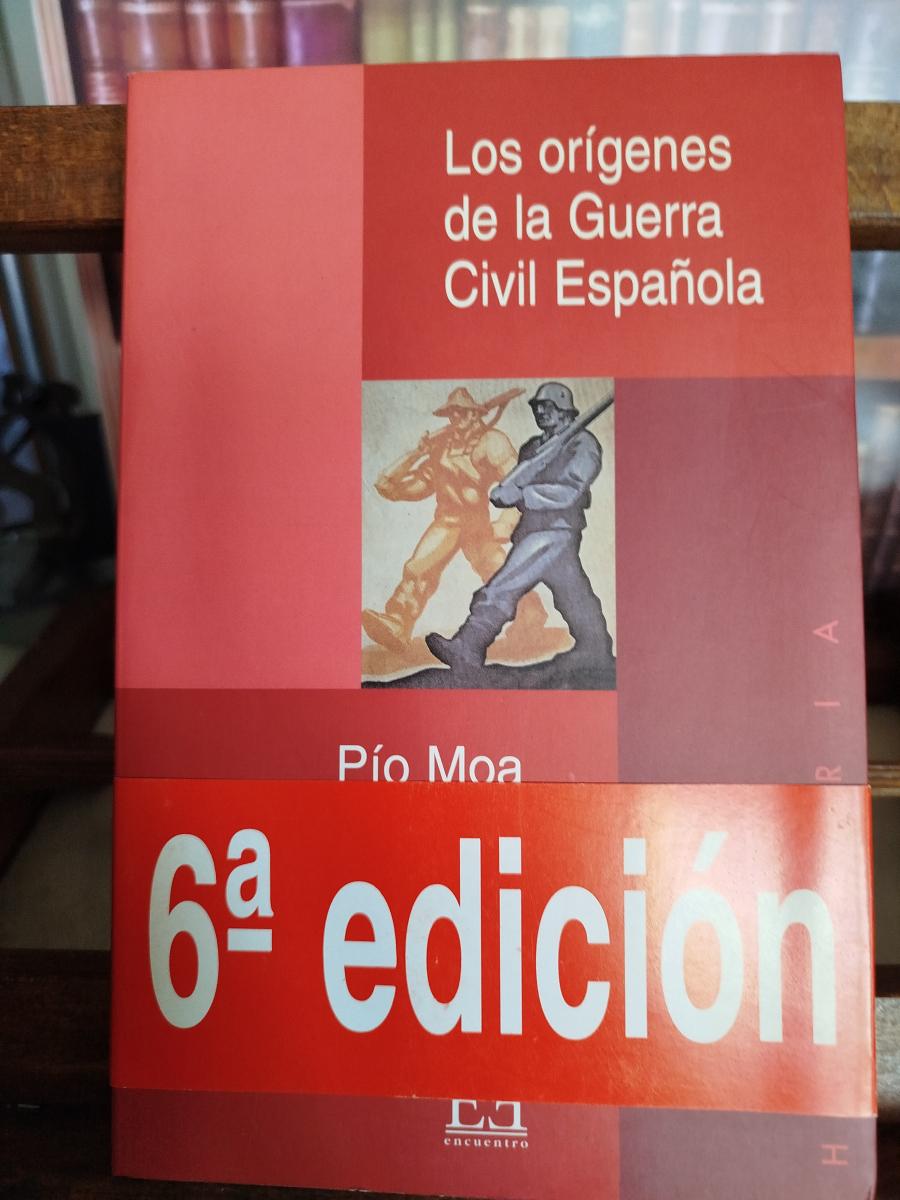 Los orígenes
de la Guerra
Civil Española
Pío Moa
6ª edición
encuentro